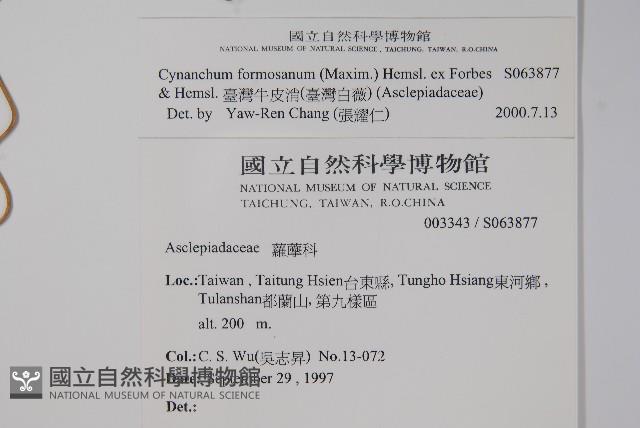 國立自然科學博物館
NATIONAL MUSEUM OF NATURAL SCIENCE , TAICHUNG, TAIWAN, R.O.CHINA
Cynanchum formosanum (Maxim.) Hemsl. ex Forbes S063877
& Hemsl. 臺灣牛皮消(臺灣白薇) (Asclepiadaceae)
Det. by Yaw-Ren Chang (張耀仁) 2000.7.13
國立自然科學博物館
NATIONAL MUSEUM OF NATURAL SCIENCE
TAICHUNG, TAIWAN, R.O.CHINA
003343 / S063877
Asclepiadaceae 蘿藦科
Loc.:Taiwan , Taitung Hsien台東縣, Tungho Hsiang東河鄉 ,
Tulanshan都蘭山, 第九樣區
alt. 200 m.
Col.:C. S. Wu(吳志昇) No.13-072
Date: September 29 , 1997
Det.:
國立自然科學博物館
NATIONAL MUSEUM OF NATURAL SCIENCE